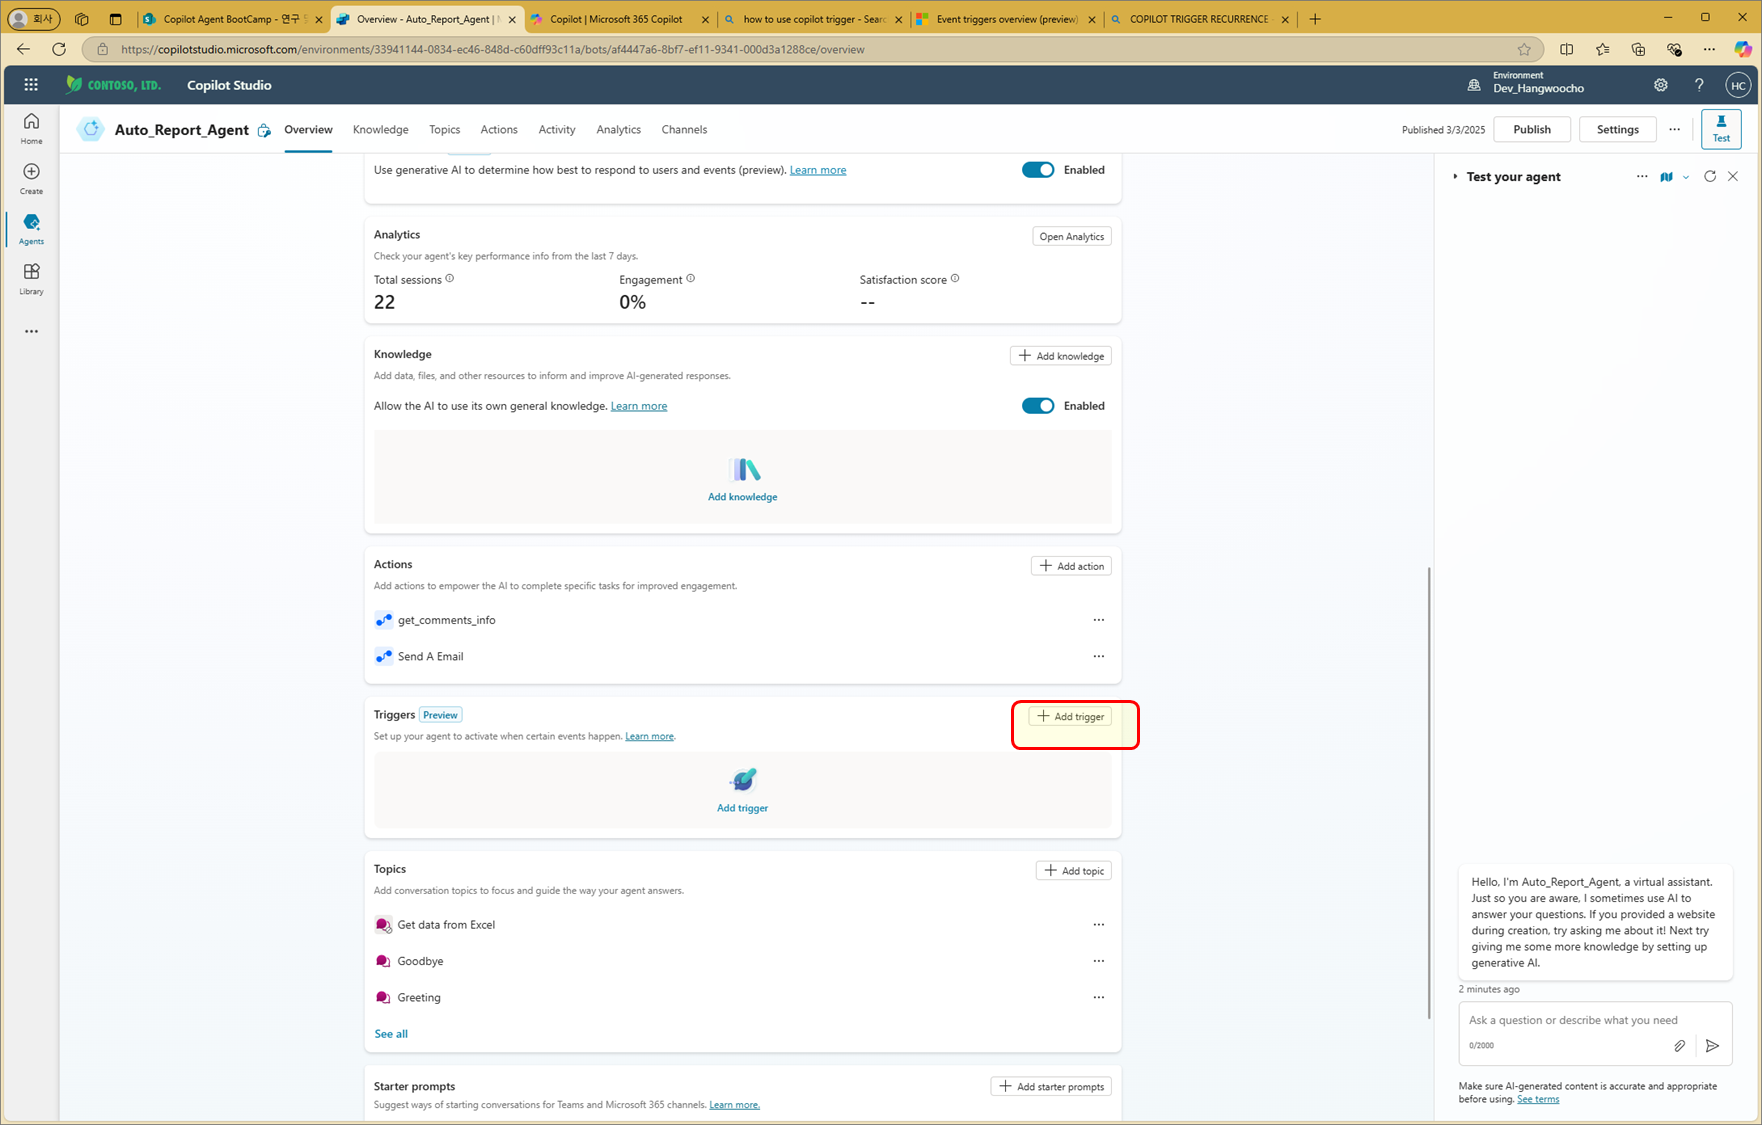 회사
Copilot Agent BootCamp - 연구
Overview - Auto_Report_Agent |
Copilot | Microsoft 365 Copilot
how to use copilot trigger - Sear
Event triggers overview (preview)
COPILOT TRIGGER RECURRENCE -
https://copilotstudio.microsoft.com/environments/33941144-0834-ec46-848d-c60dff93c11a/bots/af4447a6-8bf7-ef11-9341-000d3a1288ce/overview
CONTOSO, LTD.
Copilot Studio
Environment
Dev_Hangwoocho
HC
Home
Create
Agents
Library
Auto_Report_Agent
Overview
Knowledge
Topics
Actions
Activity
Analytics
Channels
Published 3/3/2025
Publish
Settings
Test
Use generative AI to determine how best to respond to users and events (preview). Learn more
Enabled
Analytics
Open Analytics
Check your agent's key performance info from the last 7 days.
Total sessions
Engagement
Satisfaction score
22
0%
--
Knowledge
Add knowledge
Add data, files, and other resources to inform and improve AI-generated responses.
Allow the AI to use its own general knowledge. Learn more
Enabled
Add knowledge
Actions
Add action
Add actions to empower the AI to complete specific tasks for improved engagement.
get_comments_info
Send A Email
Triggers Preview
Add trigger
Set up your agent to activate when certain events happen. Learn more.
Add trigger
Topics
Add topic
Add conversation topics to focus and guide the way your agent answers.
Get data from Excel
Goodbye
Greeting
See all
Starter prompts
Add starter prompts
Suggest ways of starting conversations for Teams and Microsoft 365 channels. Learn more.
Test your agent
Hello, I'm Auto_Report_Agent, a virtual assistant.
Just so you are aware, I sometimes use AI to
answer your questions. If you provided a website
during creation, try asking me about it! Next try
giving me some more knowledge by setting up
generative AI.
2 minutes ago
Ask a question or describe what you need
0/2000
Make sure AI-generated content is accurate and appropriate
before using. See terms